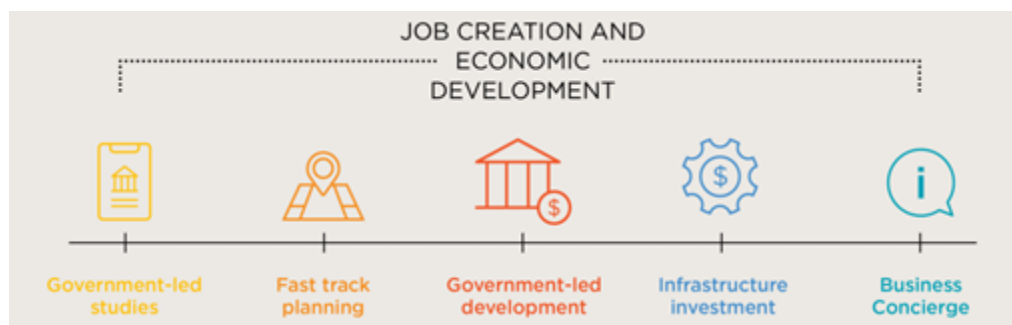 JOB CREATION AND
ECONOMIC
DEVELOPMENT
$
$
i
Government-led
studies
Fast track
planning
Government-led
development
Infrastructure
investment
Business
Concierge